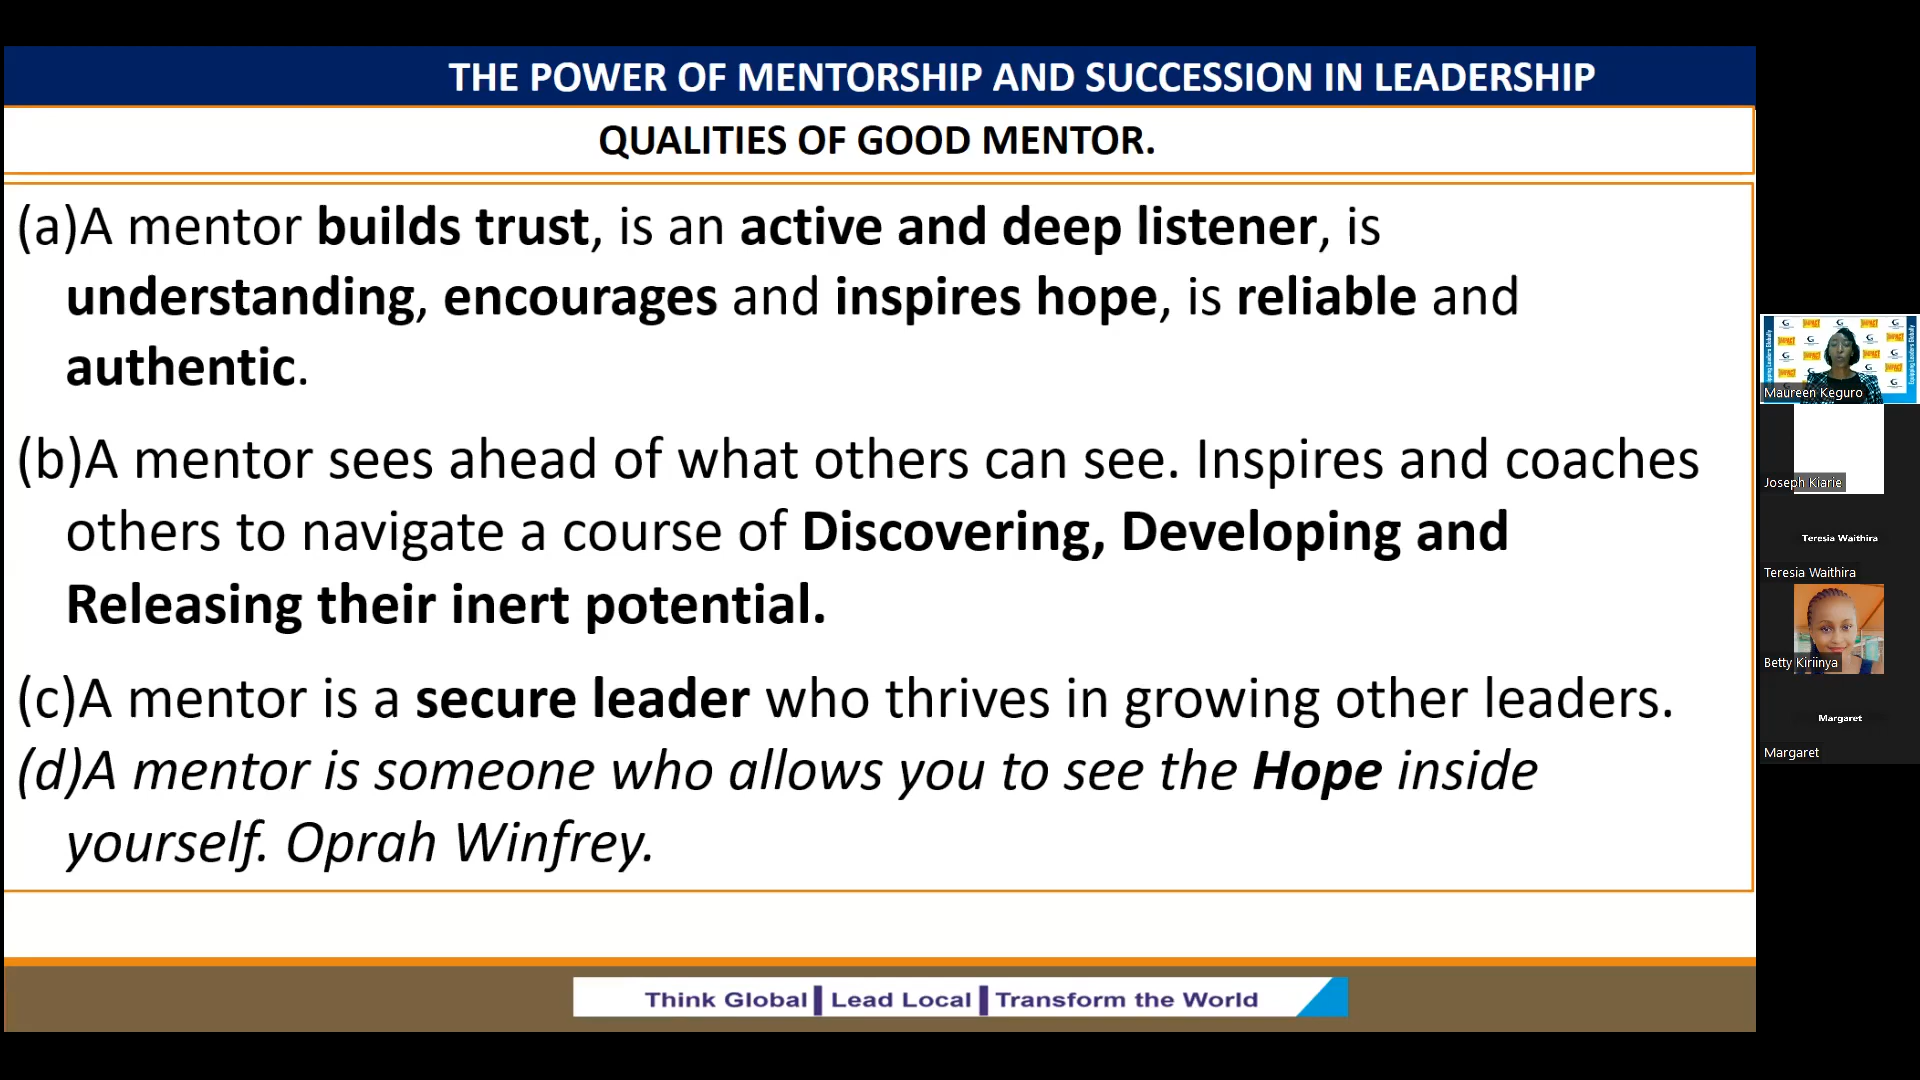 THE POWER OF MENTORSHIP AND SUCCESSION IN LEADERSHIP
QUALITIES OF GOOD MENTOR.
(a)A mentor builds trust, is an active and deep listener, is
understanding, encourages and inspires hope, is reliable and
authentic.
(b)A mentor sees ahead of what others can see. Inspires and coaches
others to navigate a course of Discovering, Developing and
Releasing their inert potential.
(c)A mentor is a secure leader who thrives in growing other leaders.
(d)A mentor is someone who allows you to see the Hope inside
yourself. Oprah Winfrey.
Think Global Lead Local Transform the World
Maureen Keguro
Joseph Kiarie
Teresia Waithira
Teresia Waithira
Betty Kiriinya
Margaret
Margaret